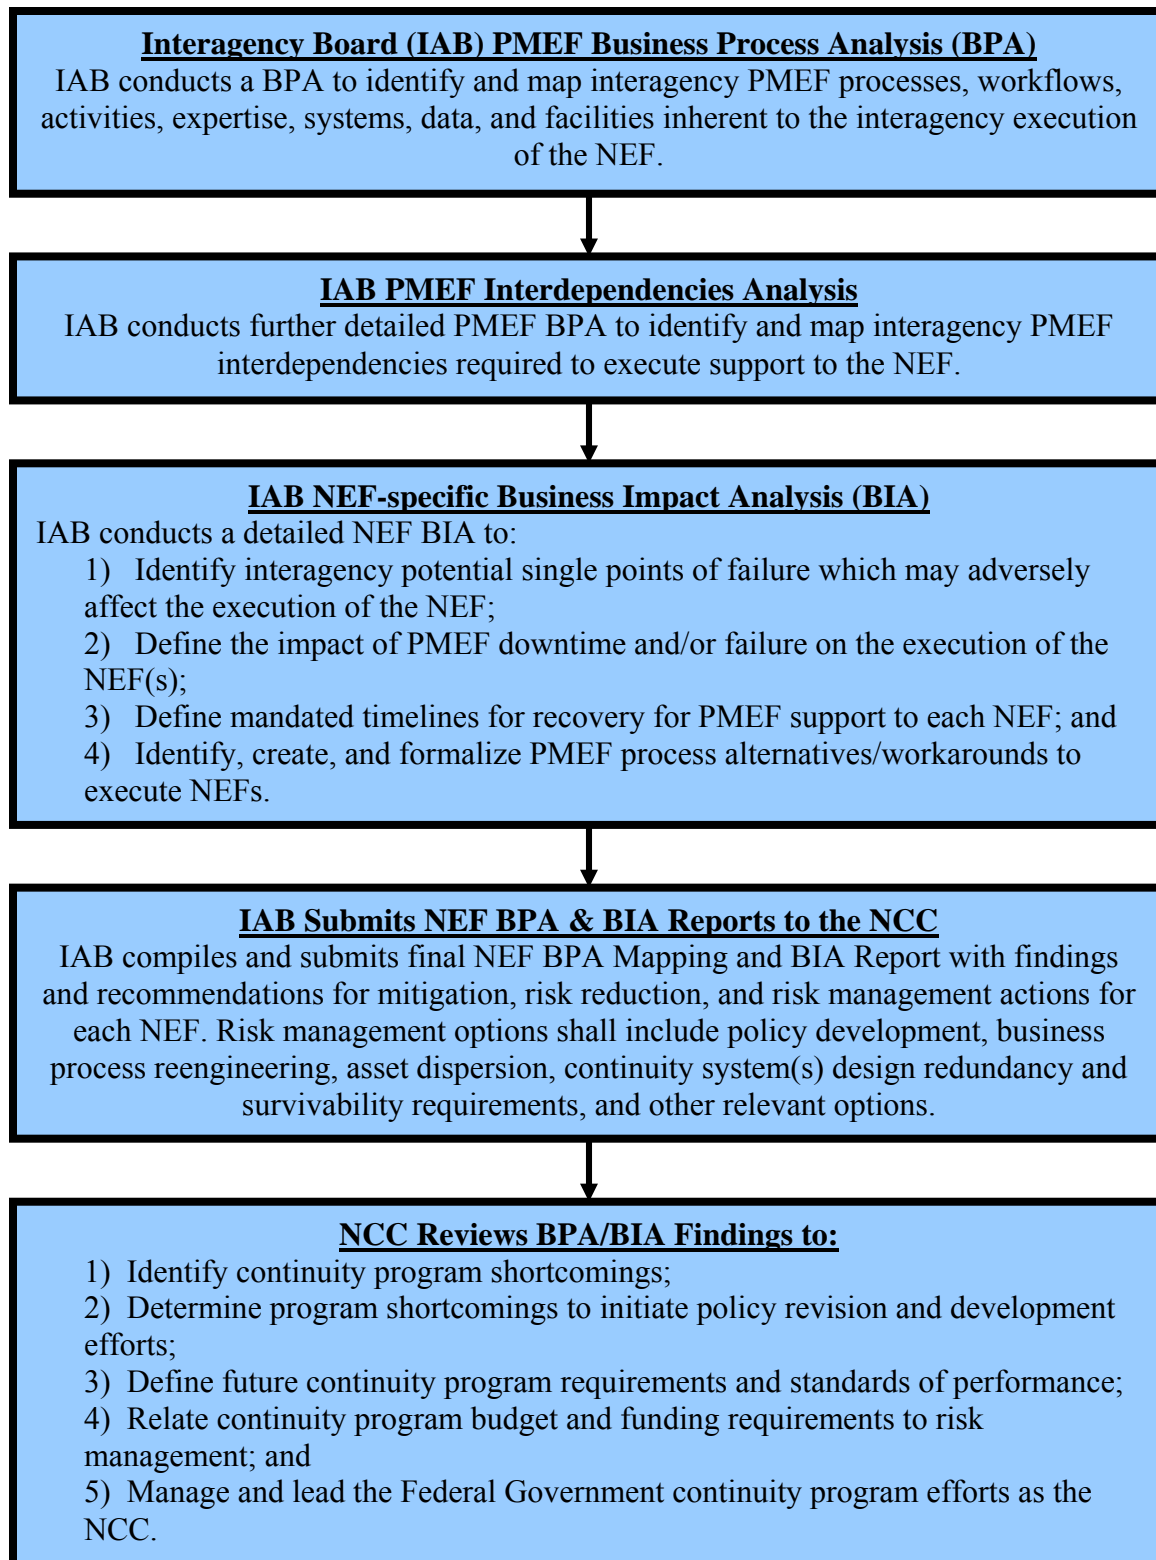 Interagency Board (IAB) PMEF Business Process Analysis (BPA)
IAB conducts a BPA to identify and map interagency PMEF processes, workflows,
activities, expertise, systems, data, and facilities inherent to the interagency execution
of the NEF.
IAB PMEF Interdependencies Analysis
IAB conducts further detailed PMEF BPA to identify and map interagency PMEF
interdependencies required to execute support to the NEF.
IAB NEF-specific Business Impact Analysis (BIA)
IAB conducts a detailed NEF BIA to:
1) Identify interagency potential single points of failure which may adversely
affect the execution of the NEF;
2) Define the impact of PMEF downtime and/or failure on the execution of the
NEF(s);
3) Define mandated timelines for recovery for PMEF support to each NEF; and
4) Identify, create, and formalize PMEF process alternatives/workarounds to
execute NEFs.
IAB Submits NEF BPA & BIA Reports to the NCC
IAB compiles and submits final NEF BPA Mapping and BIA Report with findings
and recommendations for mitigation, risk reduction, and risk management actions for
each NEF. Risk management options shall include policy development, business
process reengineering, asset dispersion, continuity system(s) design redundancy and
survivability requirements, and other relevant options.
NCC Reviews BPA/BIA Findings to:
1) Identify continuity program shortcomings;
2) Determine program shortcomings to initiate policy revision and development
efforts;
3) Define future continuity program requirements and standards of performance;
4) Relate continuity program budget and funding requirements to risk
management; and
5) Manage and lead the Federal Government continuity program efforts as the
NCC.